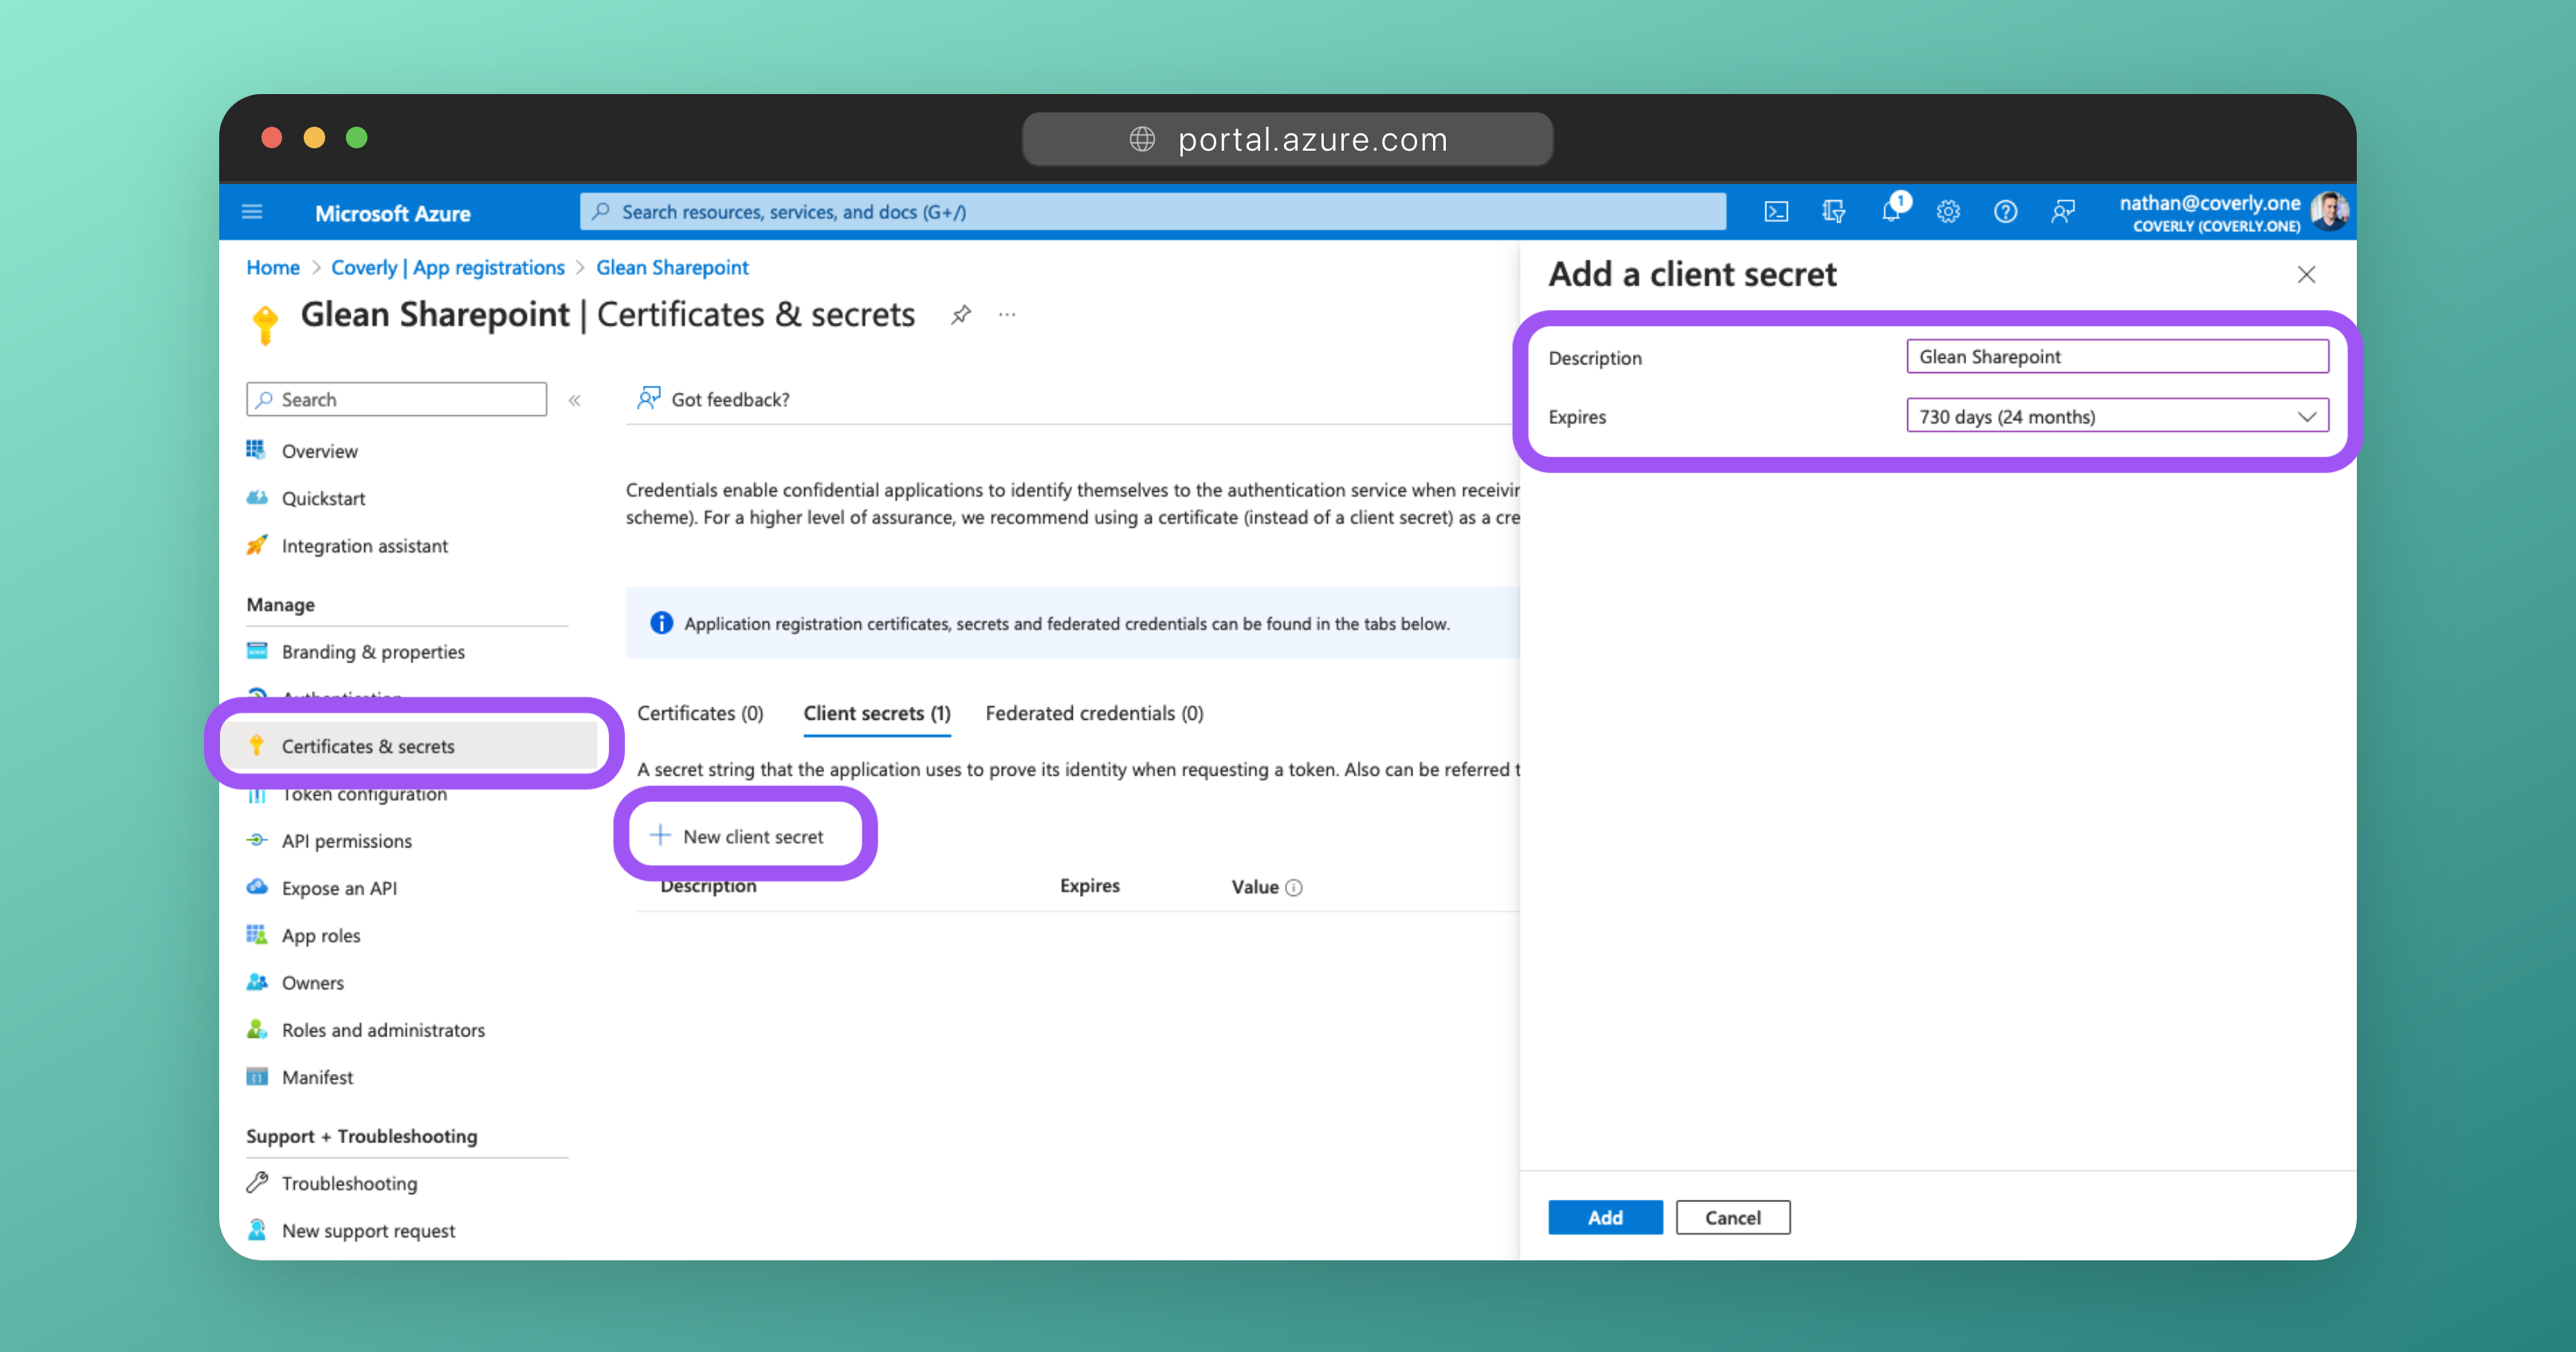 portal.azure.com
Microsoft Azure
Search resources, services, and docs (G+/)
1
nathan@coverly.one
COVERLY (COVERLY.ONE)
Home > Coverly | App registrations > Glean Sharepoint
Glean Sharepoint | Certificates & secrets
Search
Overview
Quickstart
Integration assistant
Manage
Branding & properties
Authentication
Certificates & secrets
Token configuration
API permissions
Expose an API
App roles
Owners
Roles and administrators
Manifest
Support + Troubleshooting
Troubleshooting
New support request
Got feedback?
Credentials enable confidential applications to identify themselves to the authentication service when receivin
scheme). For a higher level of assurance, we recommend using a certificate (instead of a client secret) as a cre
Application registration certificates, secrets and federated credentials can be found in the tabs below.
Certificates (0) Client secrets (1) Federated credentials (0)
A secret string that the application uses to prove its identity when requesting a token. Also can be referred t
New client secret
Description Expires Value
Add a client secret
Description Glean Sharepoint
Expires 730 days (24 months)
Add Cancel